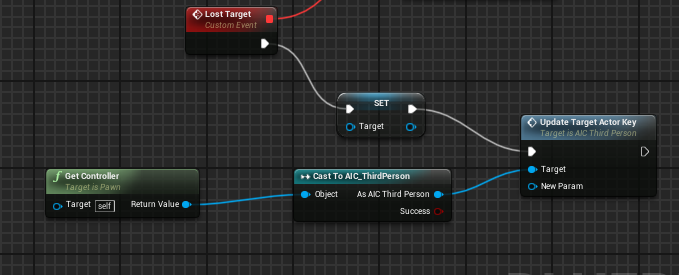 Lost Target
Custom Event
SET
Target
Update Target Actor Key
Target is AIC Third Person
Target
New Param
Get Controller
Target is Pawn
Target self Return Value
Cast To AIC_ThirdPerson
Object As AIC Third Person
Success